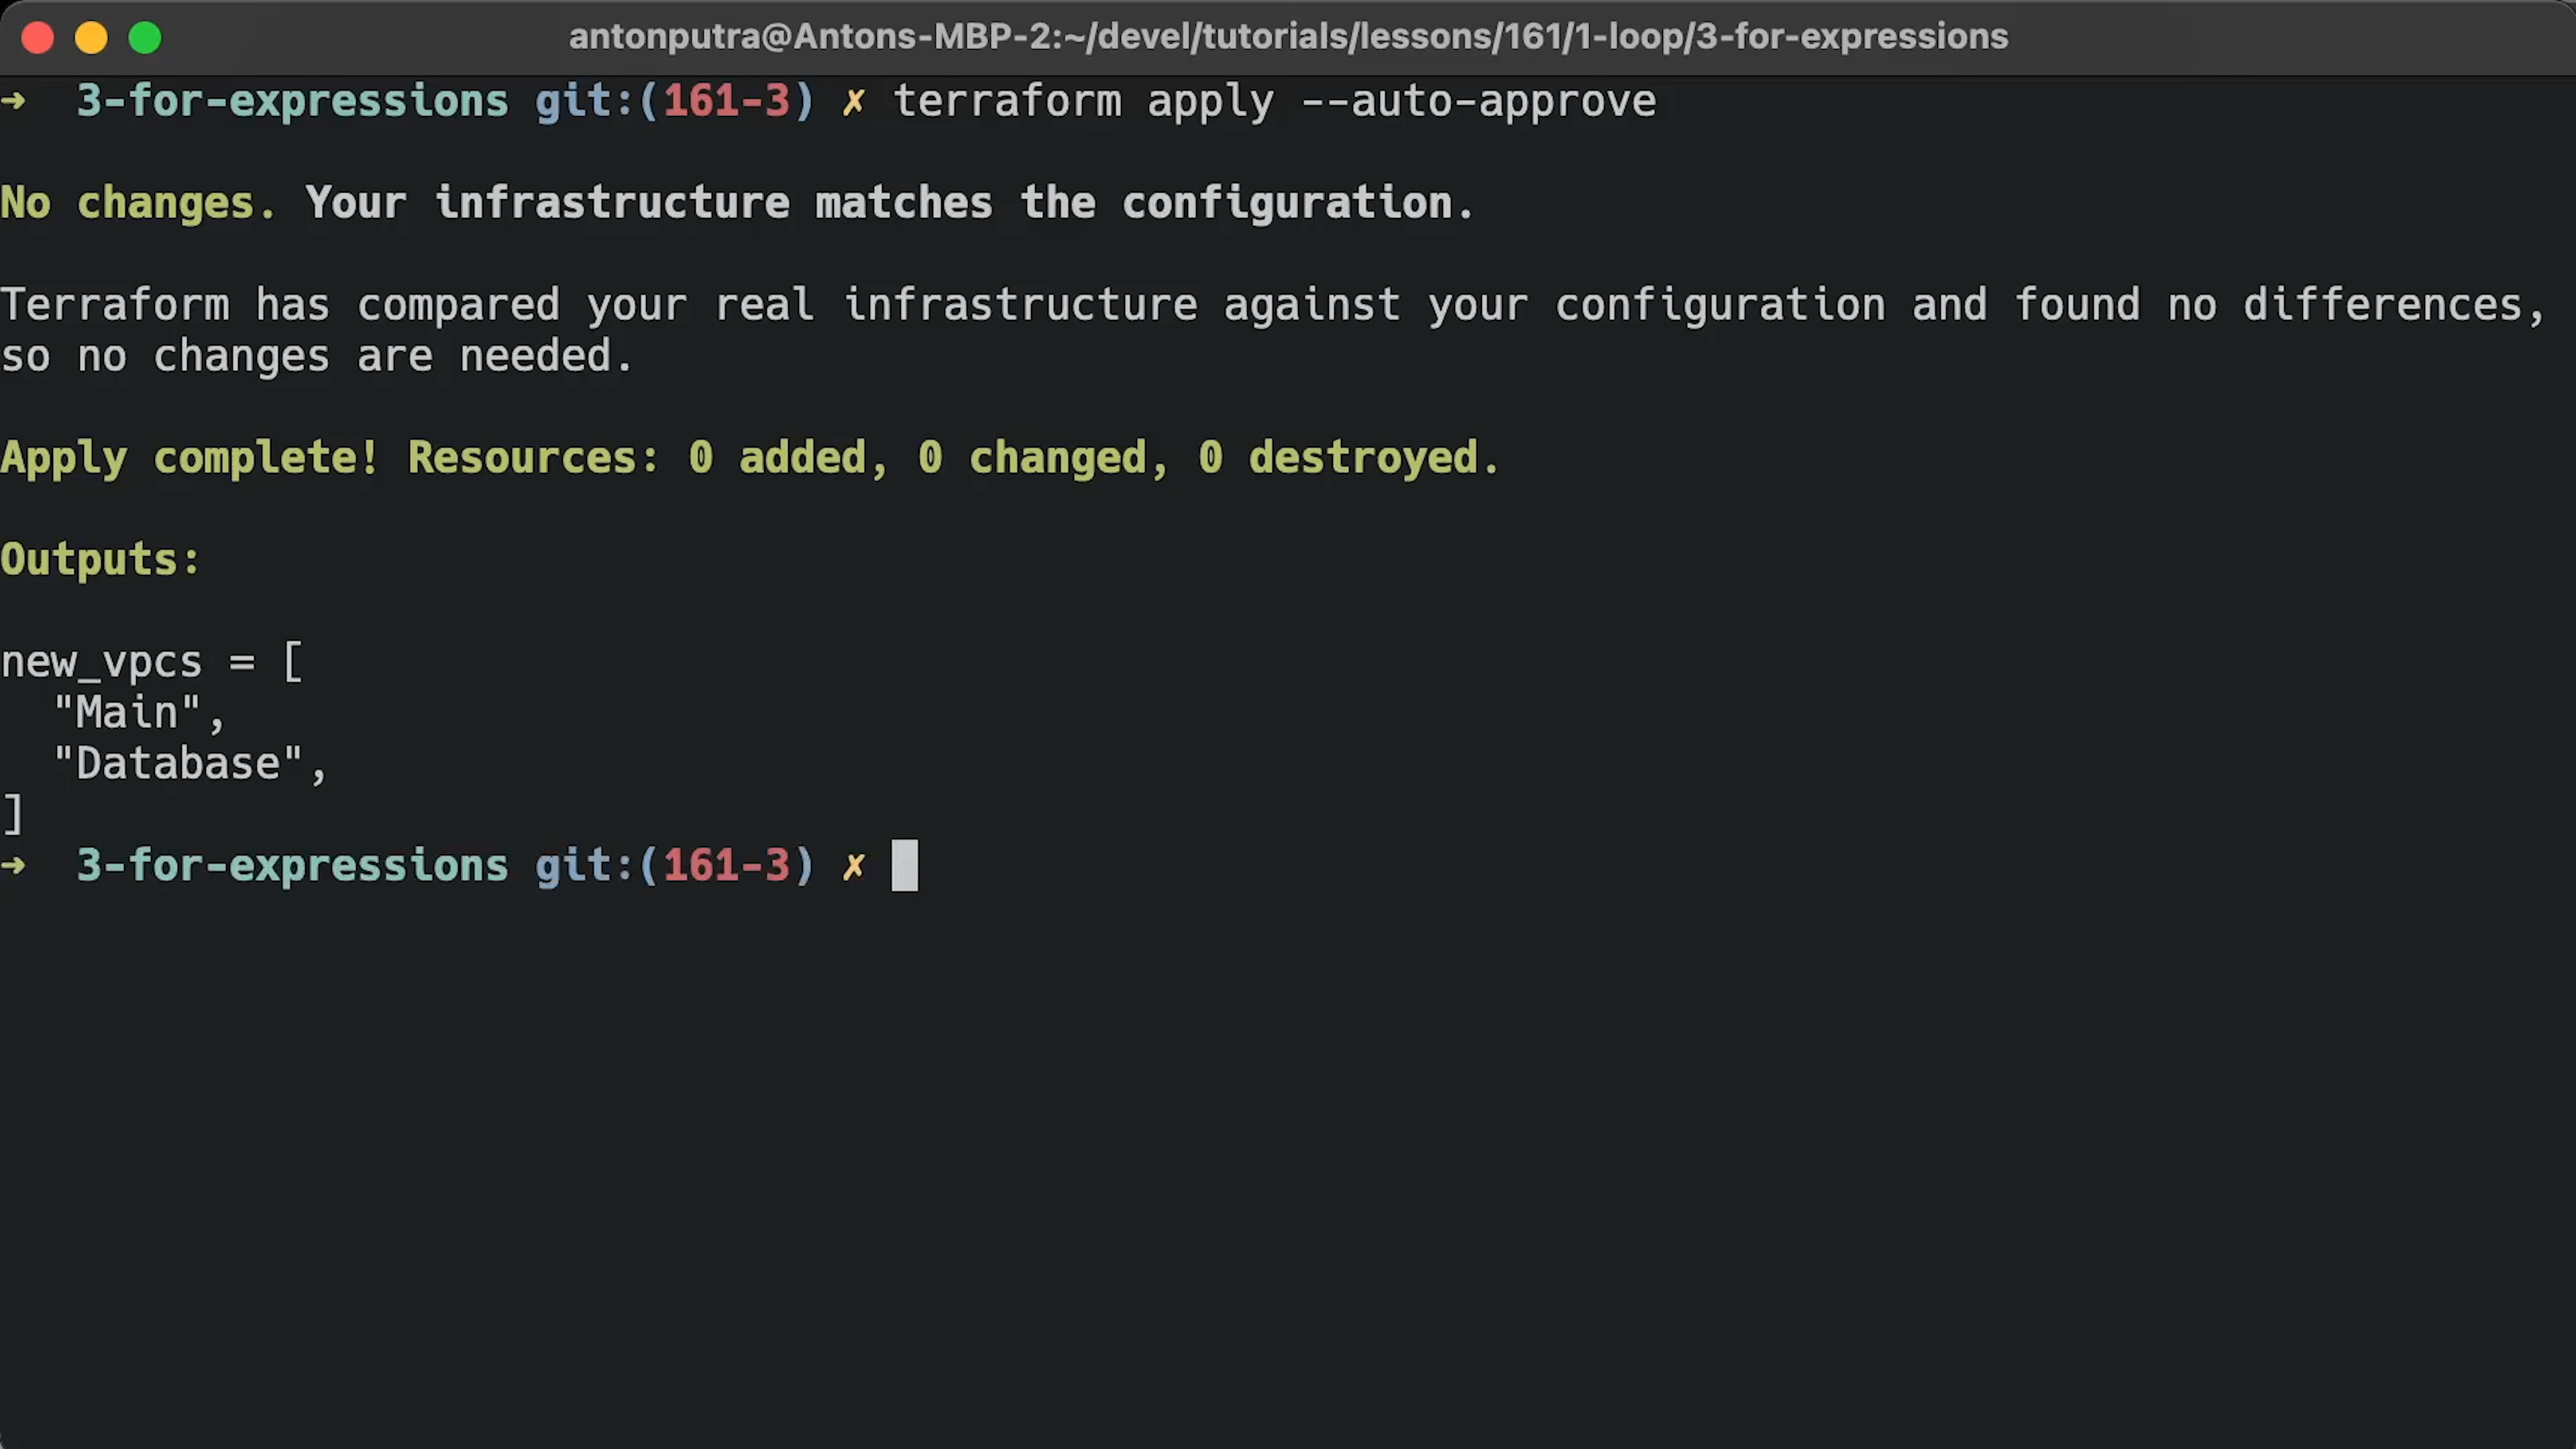 antonputra@Antons-MBP-2:~/devel/tutorials/lessons/161/1-loop/3-for-expressions
➜  3-for-expressions git:(161-3) ✗ terraform apply --auto-approve
No changes. Your infrastructure matches the configuration.
Terraform has compared your real infrastructure against your configuration and found no differences,
so no changes are needed.
Apply complete! Resources: 0 added, 0 changed, 0 destroyed.
Outputs:
new_vpcs = [
  "Main",
  "Database",
]
➜  3-for-expressions git:(161-3) ✗